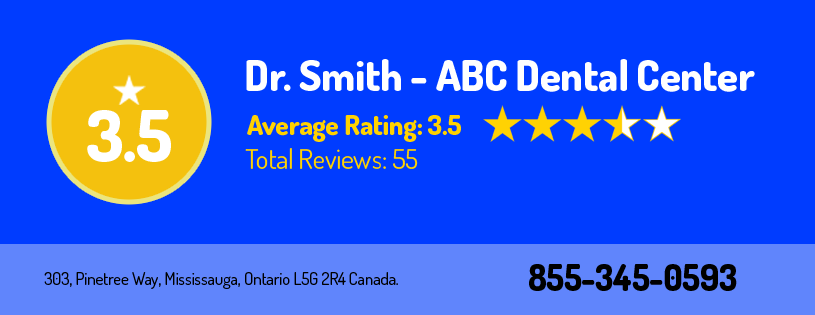 3.5
Dr. Smith - ABC Dental Center
Average Rating: 3.5
Total Reviews: 55
303, Pinetree Way, Mississauga, Ontario L5G 2R4 Canada.
855-345-0593